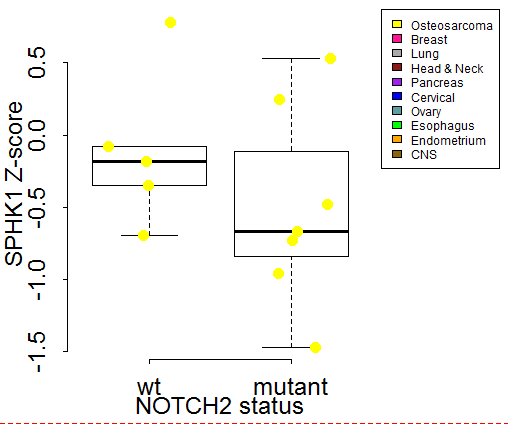 Osteosarcoma
Breast
Lung
Head & Neck
Pancreas
Cervical
Ovary
Esophagus
Endometrium
CNS
SPHK1 Z-score
0.5
0.0
-0.5
-1.0
-1.5
wt mutant
NOTCH2 status